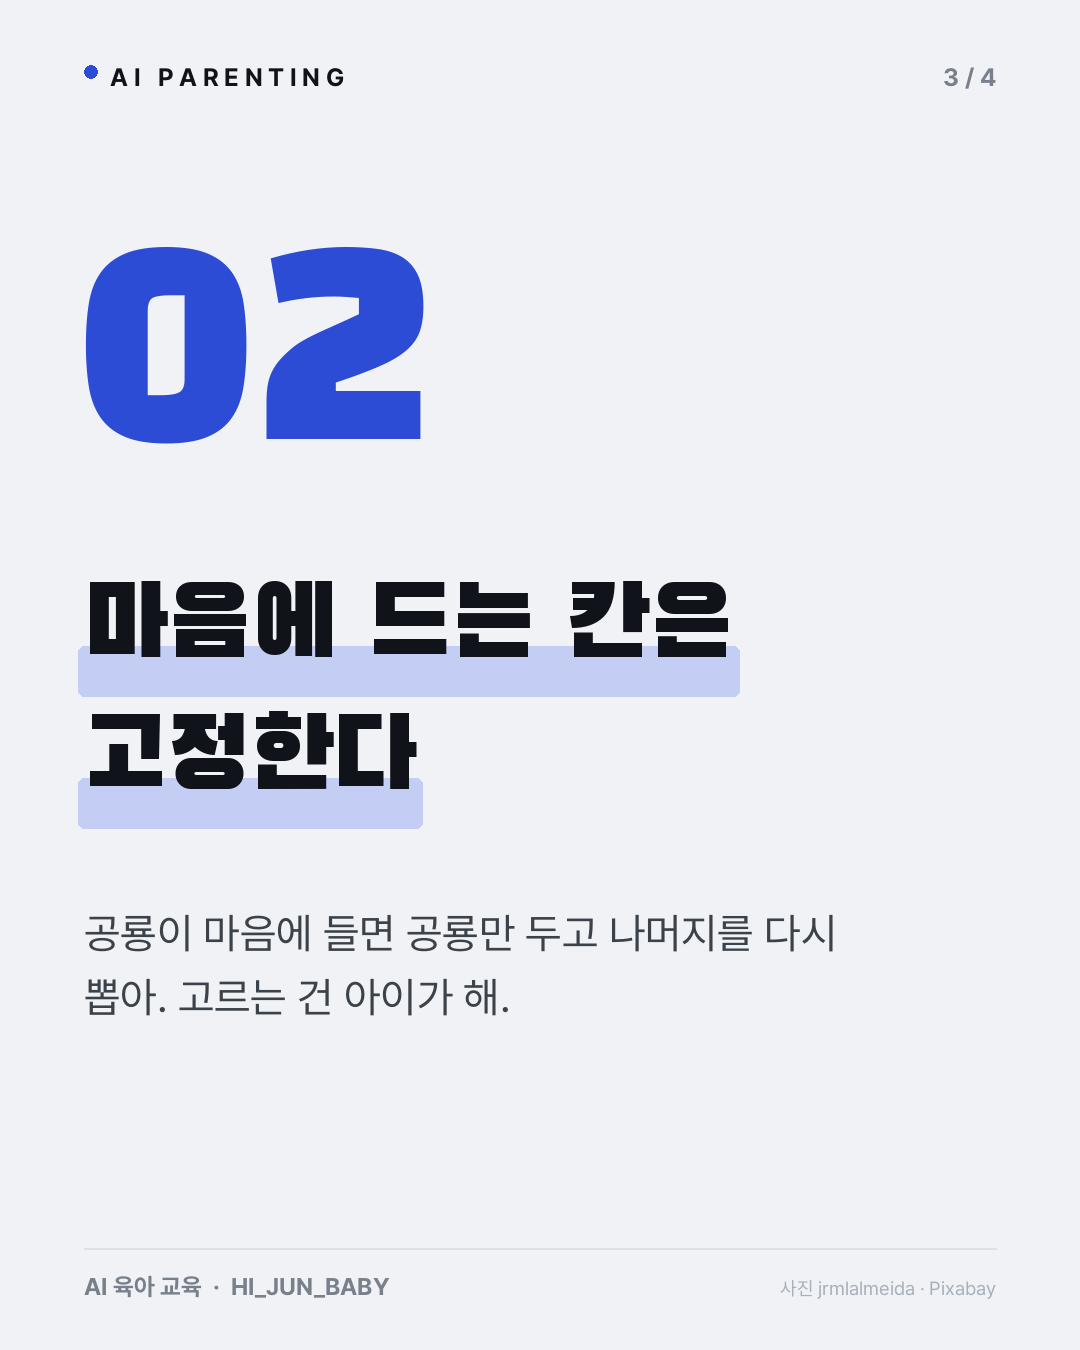 AI PARENTING
3 / 4
02
마음에 드는 칸은
고정한다
공룡이 마음에 들면 공룡만 두고 나머지를 다시
뽑아. 고르는 건 아이가 해.
AI 육아 교육 · HI_JUN_BABY
사진 jrmlalmeida · Pixabay